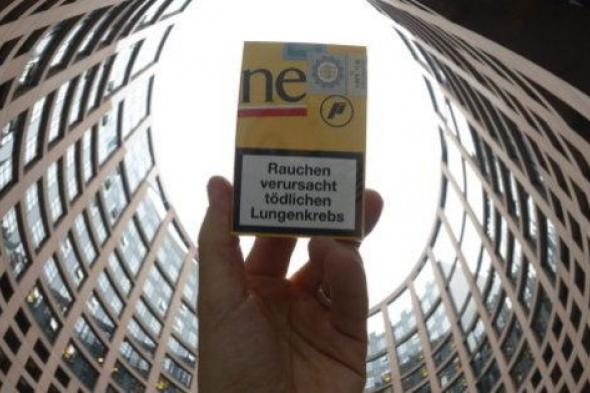 ne
Rauchen
verursacht
tödlichen
Lungenkrebs